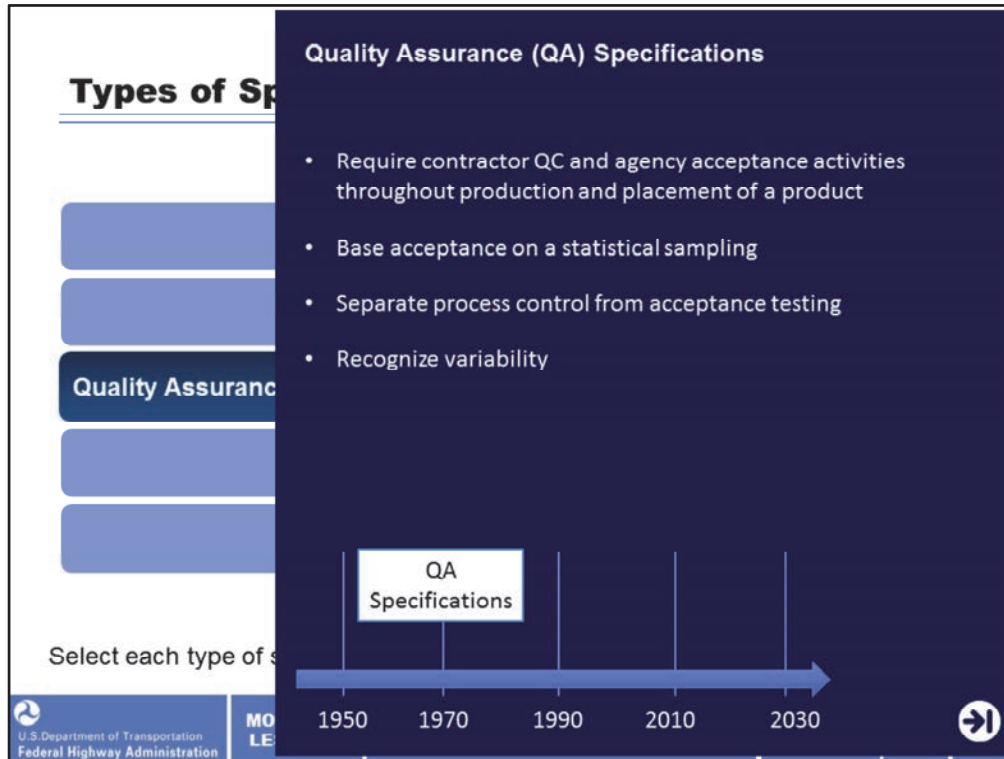 Types of Sp
Quality Assuranc
Select each type of s
U.S.Department of Transportation
Federal Highway Administration
MO
LE
Quality Assurance (QA) Specifications
• Require contractor QC and agency acceptance activities
throughout production and placement of a product
• Base acceptance on a statistical sampling
• Separate process control from acceptance testing
• Recognize variability
QA
Specifications
1950 1970 1990 2010 2030